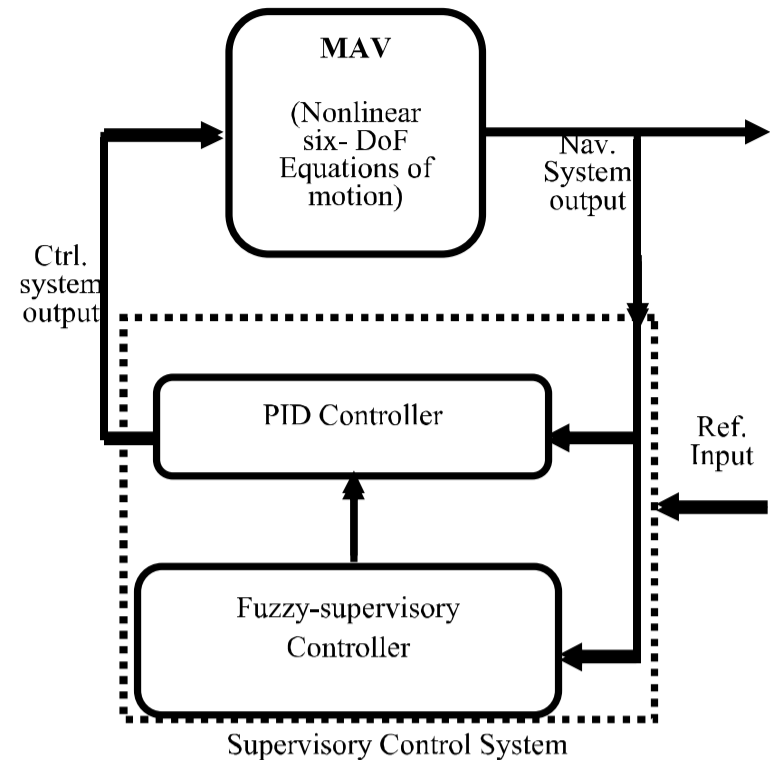 MAV
(Nonlinear
six- DoF
Equations of
motion)
Nav.
System
output
Ctrl.
system
output
PID Controller
Ref.
Input
Fuzzy-supervisory
Controller
Supervisory Control System